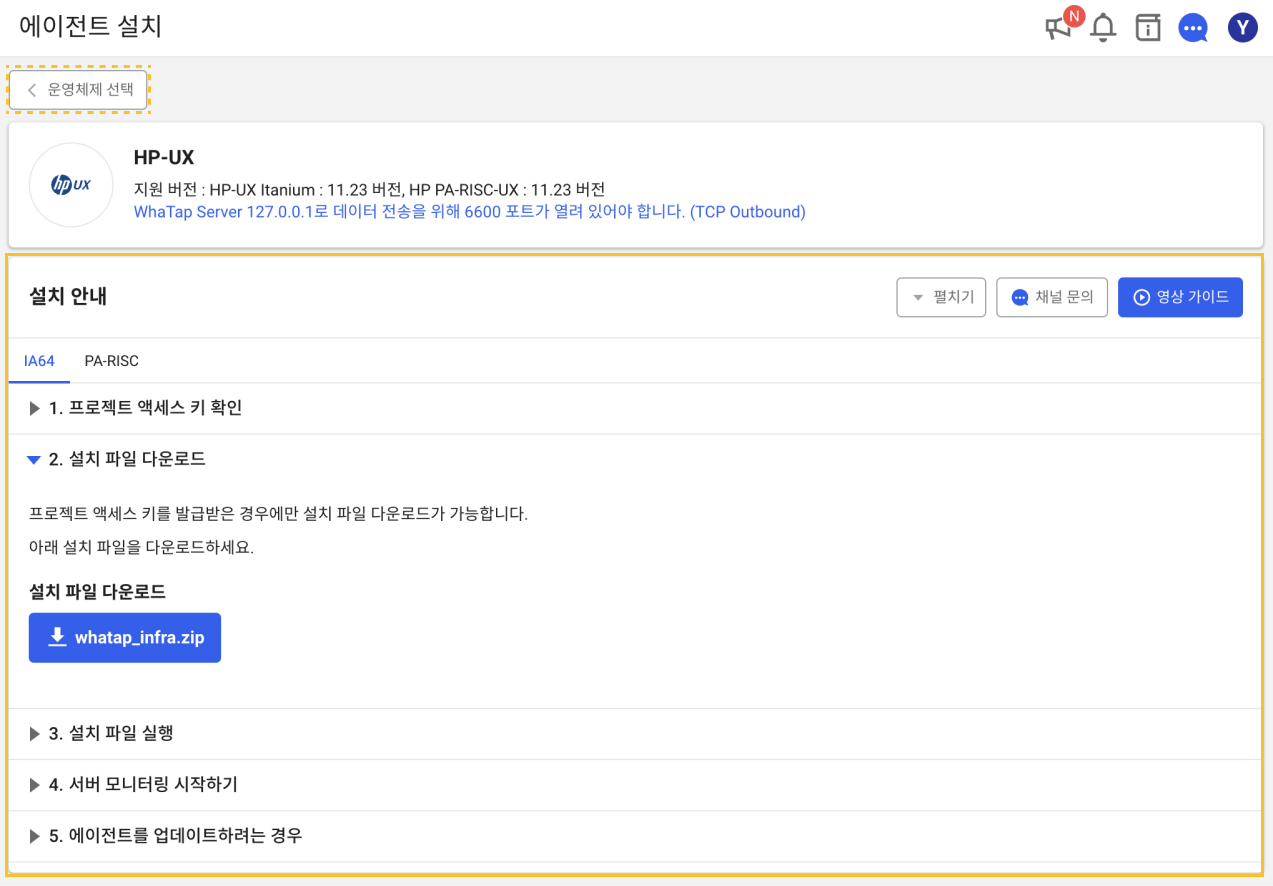 에이전트 설치
N
Y
운영체제 선택
hp UX
HP-UX
지원 버전 : HP-UX Itanium : 11.23 버전, HP PA-RISC-UX : 11.23 버전
WhaTap Server 127.0.0.1로 데이터 전송을 위해 6600 포트가 열려 있어야 합니다. (TCP Outbound)
설치 안내
펼치기
채널 문의
영상 가이드
IA64
PA-RISC
1. 프로젝트 액세스 키 확인
2. 설치 파일 다운로드
프로젝트 액세스 키를 발급받은 경우에만 설치 파일 다운로드가 가능합니다.
아래 설치 파일을 다운로드하세요.
설치 파일 다운로드
whatap_infra.zip
3. 설치 파일 실행
4. 서버 모니터링 시작하기
5. 에이전트를 업데이트하려는 경우